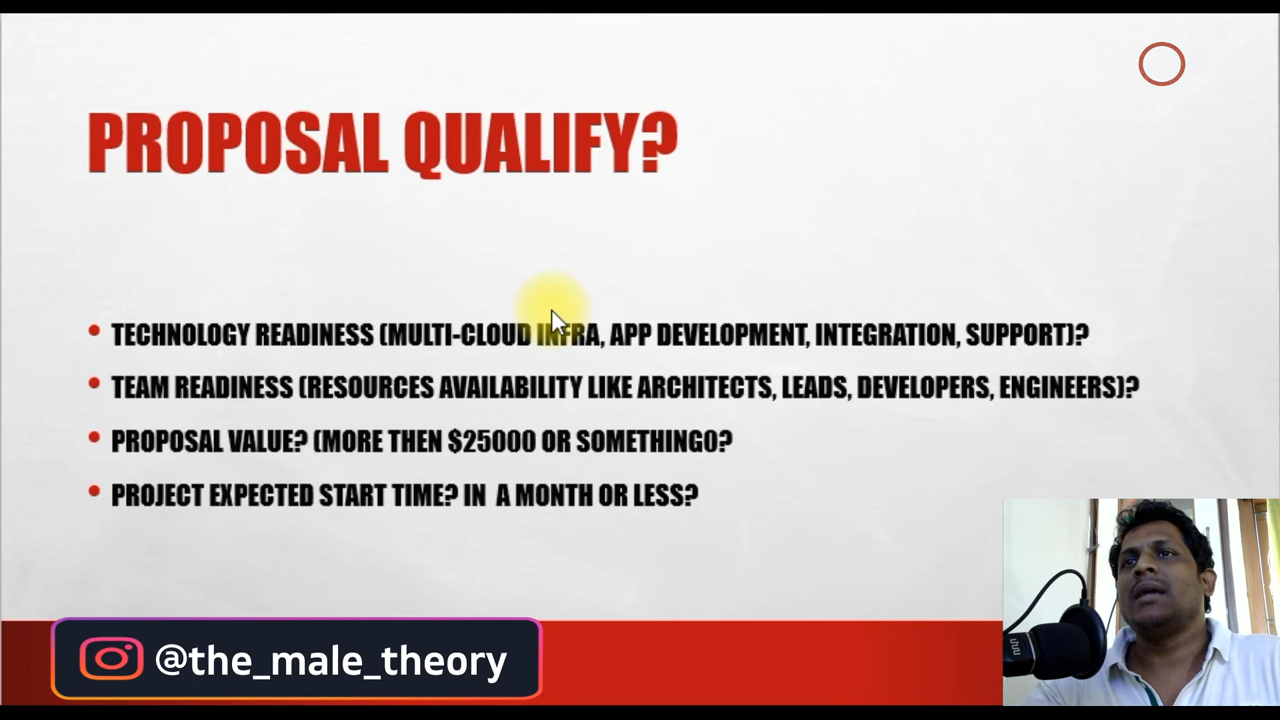 PROPOSAL QUALIFY?
TECHNOLOGY READINESS (MULTI-CLOUD INFRA, APP DEVELOPMENT, INTEGRATION, SUPPORT)?
TEAM READINESS (RESOURCES AVAILABILITY LIKE ARCHITECTS, LEADS, DEVELOPERS, ENGINEERS)?
PROPOSAL VALUE? (MORE THEN $25000 OR SOMETHING0?
PROJECT EXPECTED START TIME? IN A MONTH OR LESS?
@the_male_theory